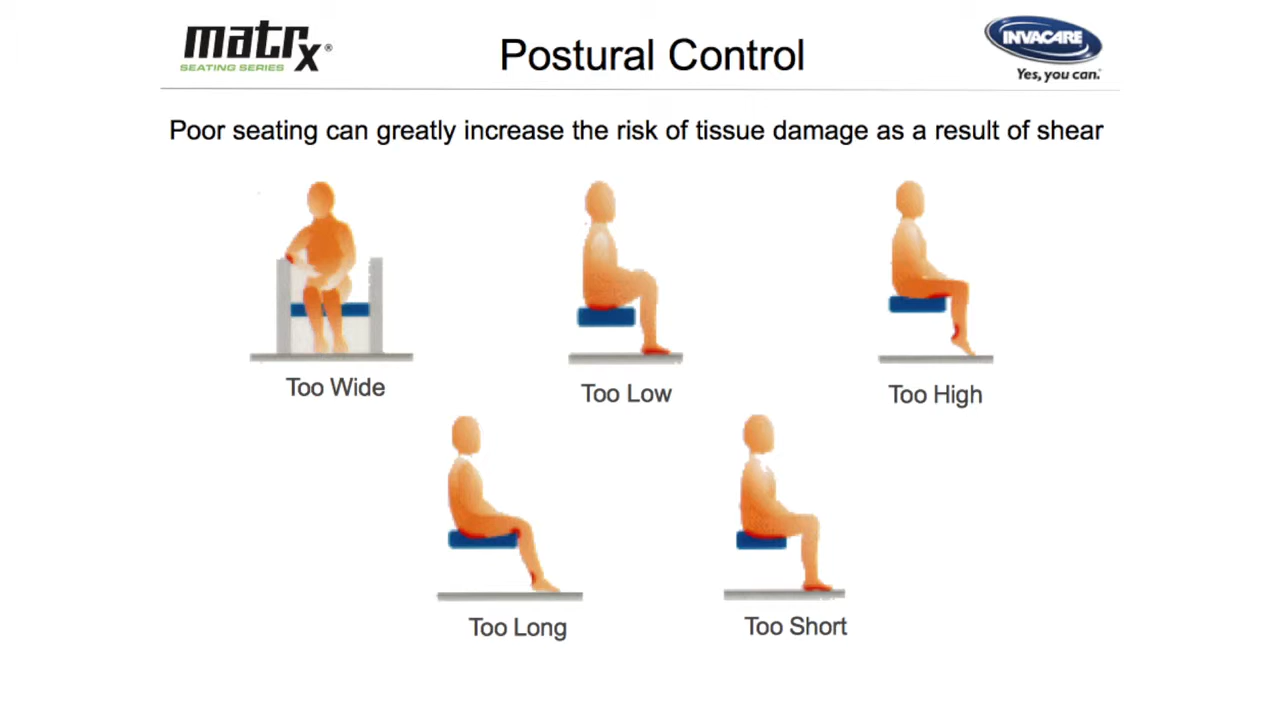 matrx®
SEATING SERIES
Postural Control
INVACARE
Yes, you can.™
Poor seating can greatly increase the risk of tissue damage as a result of shear
Too Wide
Too Low
Too High
Too Long
Too Short